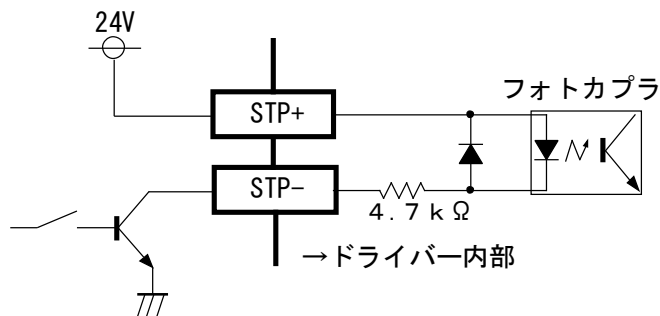 24V
フォトカプラ
STP+
STP−
4.7kΩ
→ドライバー内部